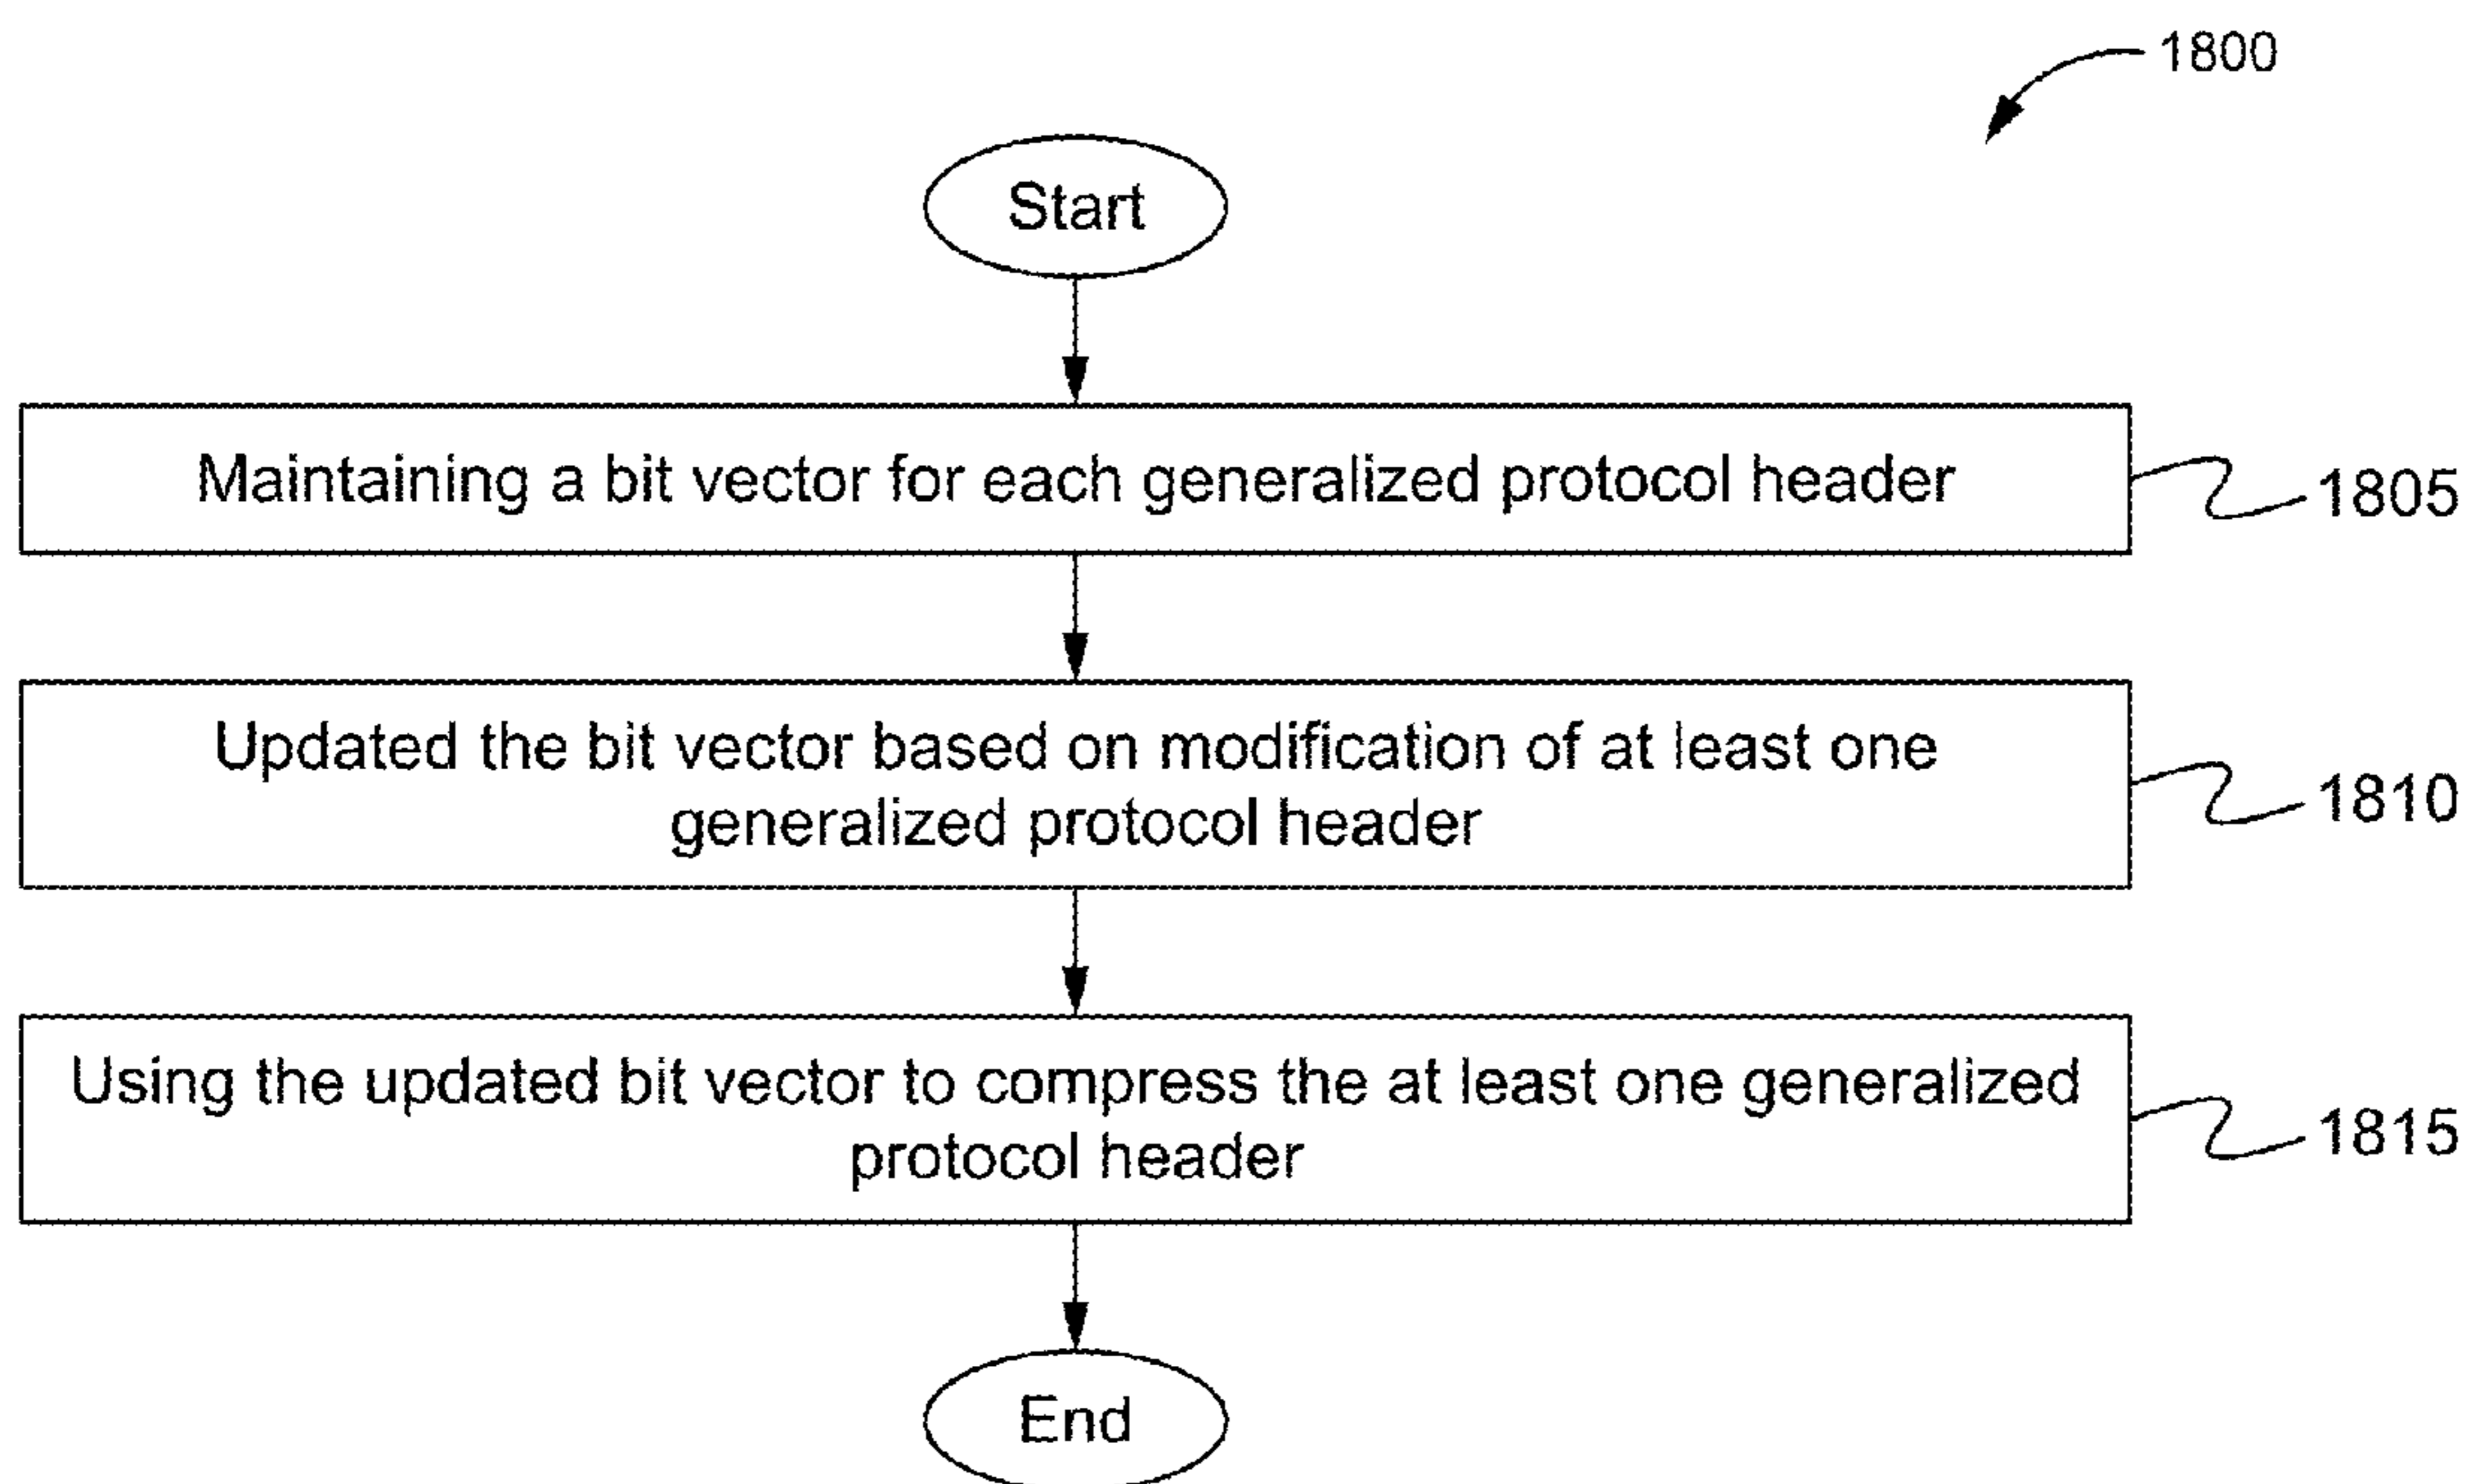 1800
Start
Maintaining a bit vector for each generalized protocol header
1805
Updated the bit vector based on modification of at least one
generalized protocol header
1810
Using the updated bit vector to compress the at least one generalized
protocol header
1815
End